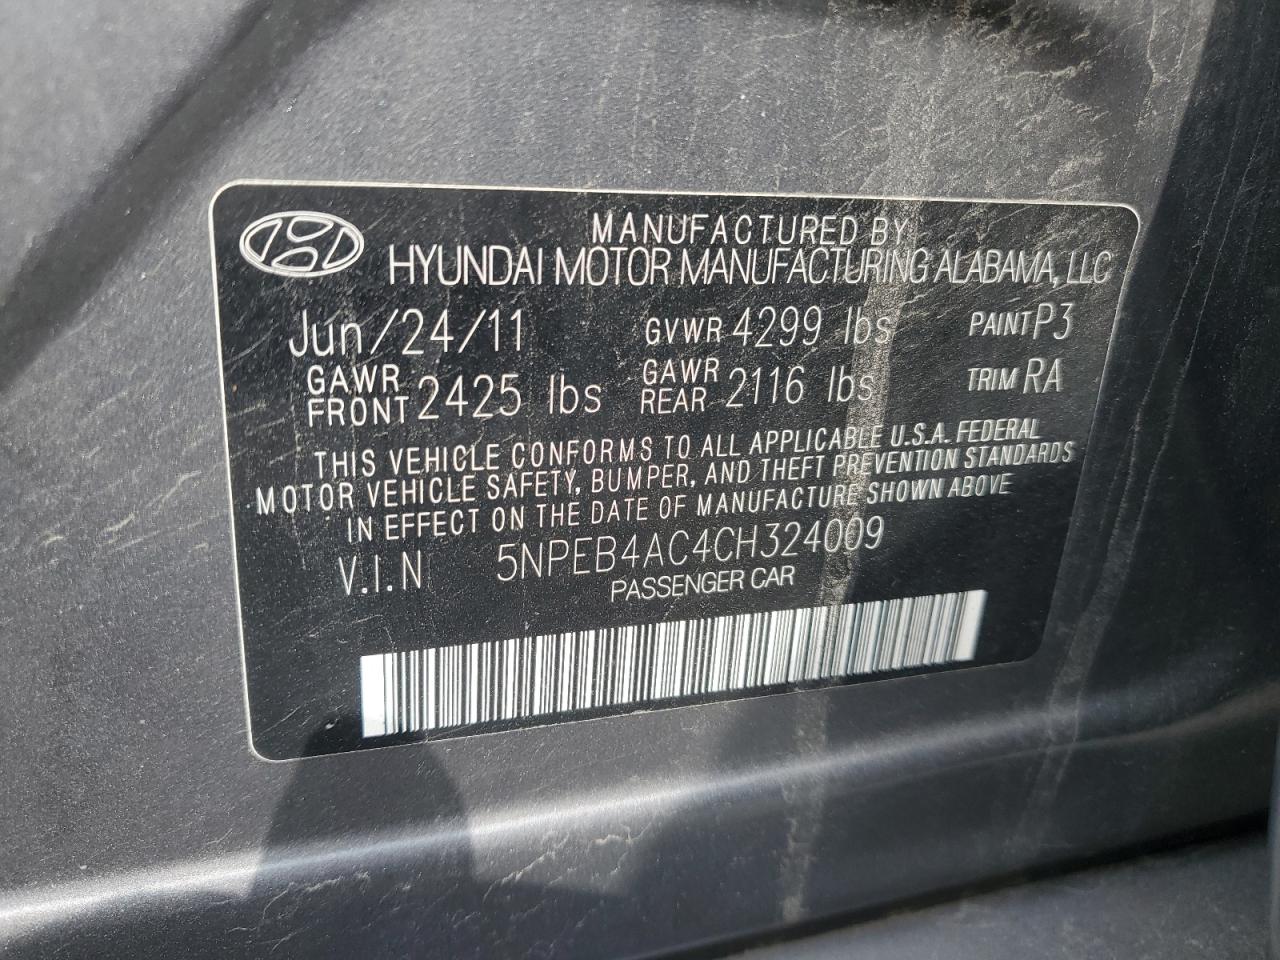 MANUFACTURED BY
HYUNDAI MOTOR MANUFACTURING ALABAMA, LLC
Jun/24/11 GVWR 4299 lbs PAINT P3
GAWR FRONT 2425 lbs GAWR REAR 2116 lbs TRIM RA
THIS VEHICLE CONFORMS TO ALL APPLICABLE U.S.A. FEDERAL
MOTOR VEHICLE SAFETY, BUMPER, AND THEFT PREVENTION STANDARDS
IN EFFECT ON THE DATE OF MANUFACTURE SHOWN ABOVE
V.I.N 5NPEB4AC4CH324009
PASSENGER CAR